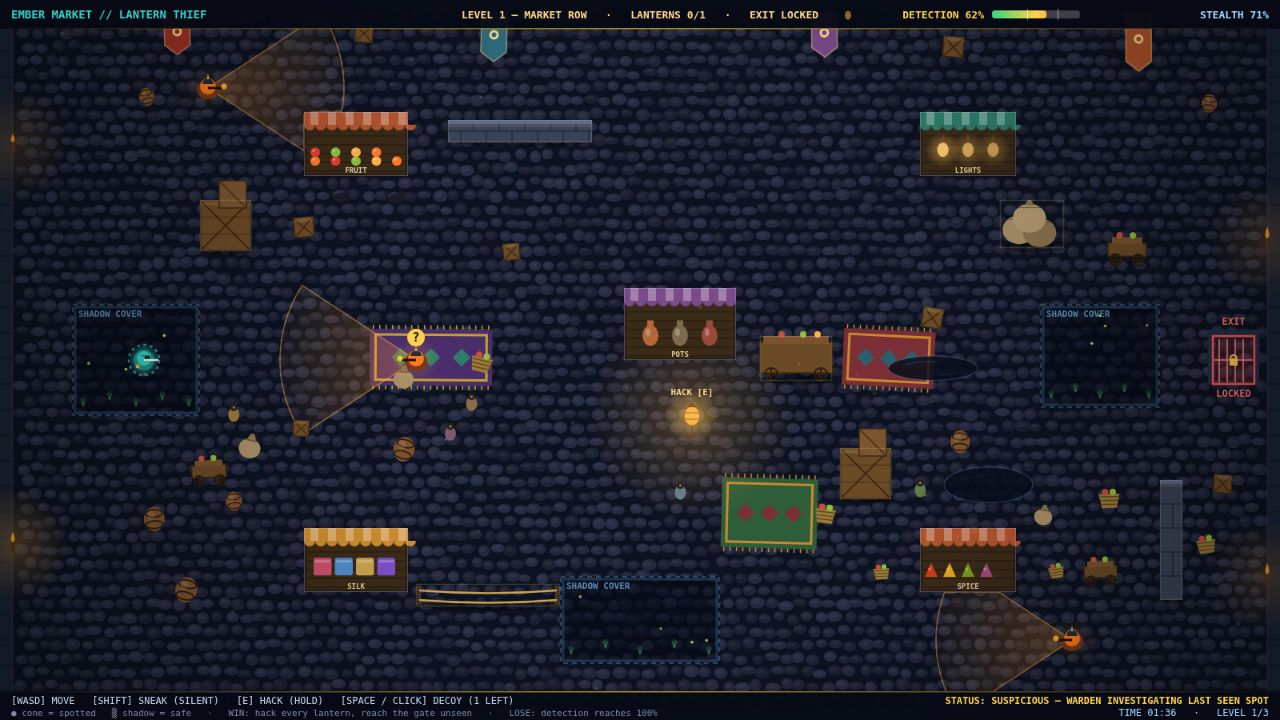 EMBER MARKET // LANTERN THIEF
LEVEL 1 — MARKET ROW · LANTERNS 0/1 · EXIT LOCKED
DETECTION 62%
STEALTH 71%
FRUIT
LIGHTS
SHADOW COVER
?
POTS
SHADOW COVER
EXIT
LOCKED
HACK [E]
SILK
SPICE
SHADOW COVER
[WASD] MOVE [SHIFT] SNEAK (SILENT) [E] HACK (HOLD) [SPACE / CLICK] DECOY (1 LEFT)
STATUS: SUSPICIOUS — WARDEN INVESTIGATING LAST SEEN SPOT
● cone = spotted ▒ shadow = safe · WIN: hack every lantern, reach the gate unseen · LOSE: detection reaches 100%
TIME 01:36 · LEVEL 1/3